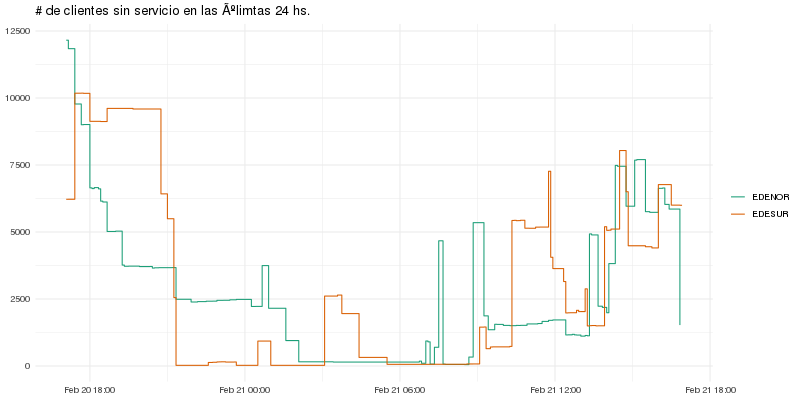 # de clientes sin servicio en las Ãºlimtas 24 hs.
12500
10000
7500
5000
2500
0
EDENOR
EDESUR
Feb 20 18:00
Feb 21 00:00
Feb 21 06:00
Feb 21 12:00
Feb 21 18:00